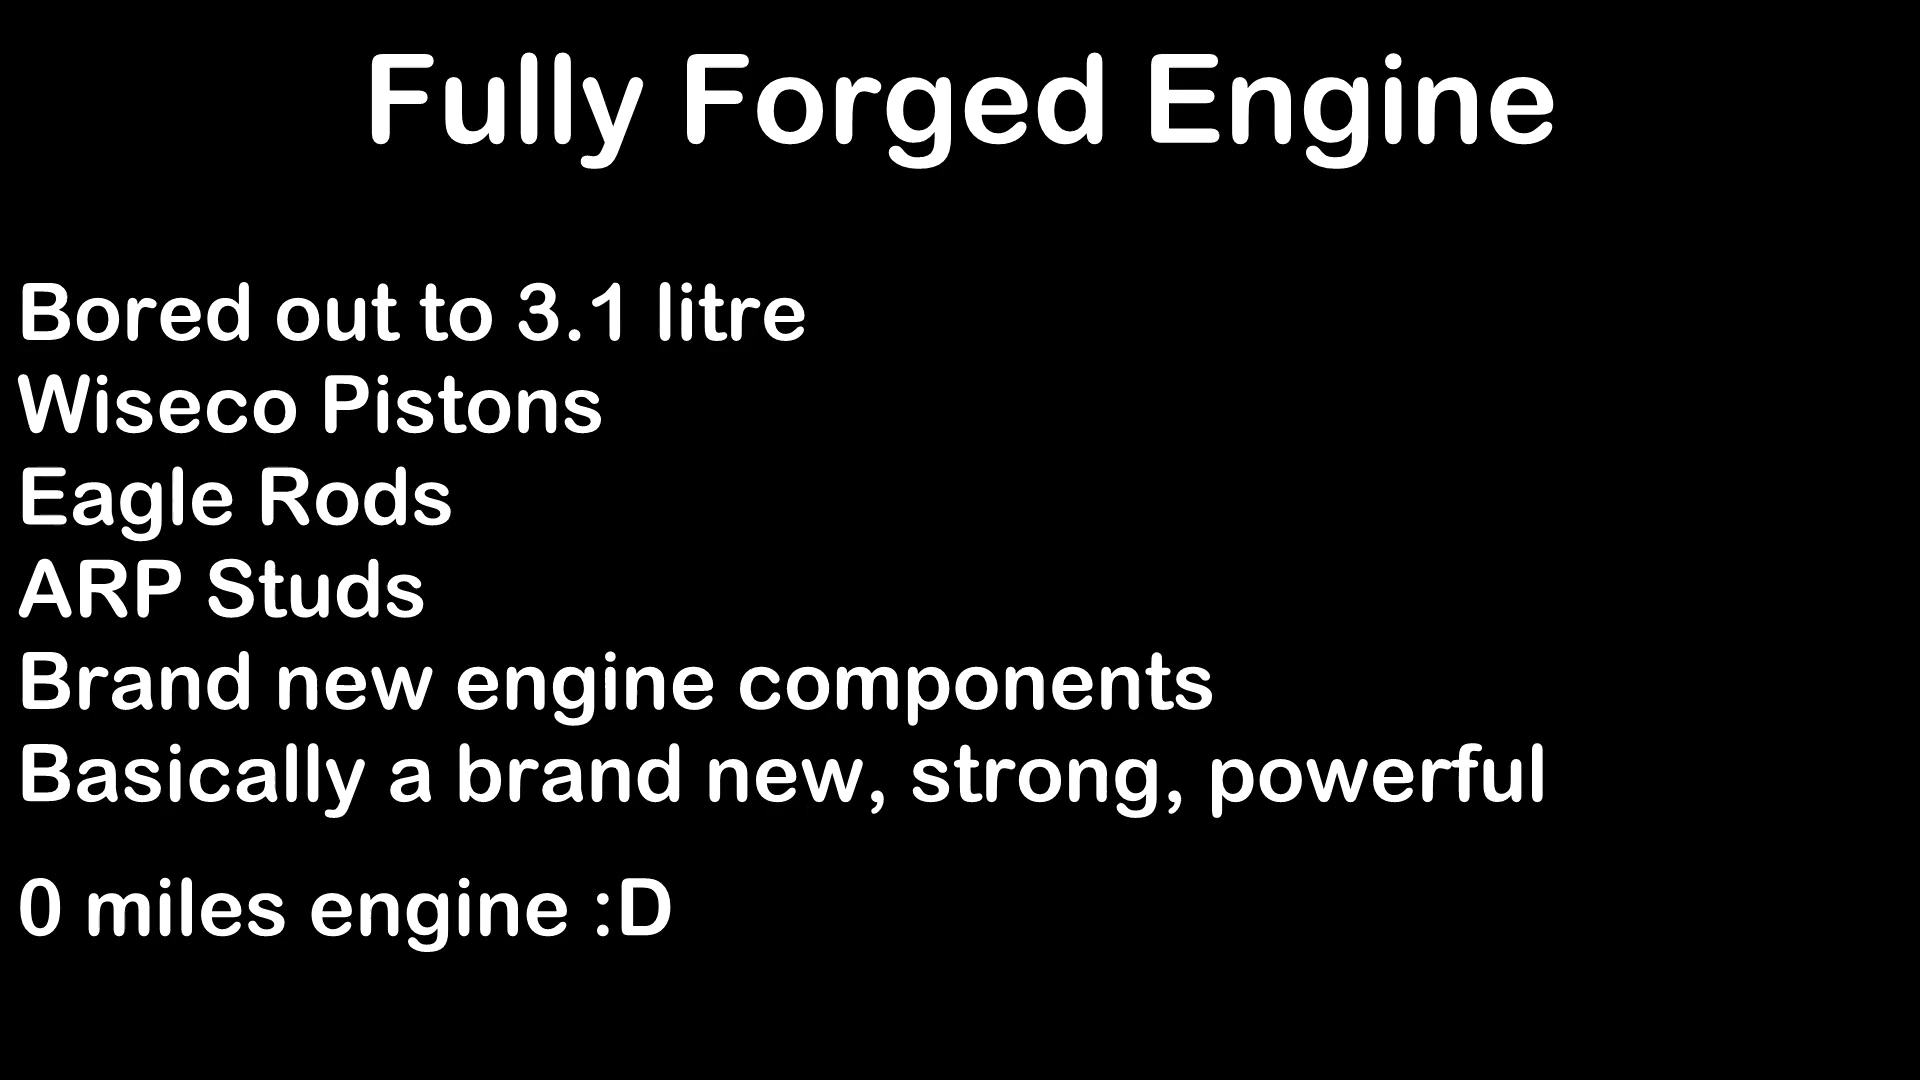 Fully Forged Engine
Bored out to 3.1 litre
Wiseco Pistons
Eagle Rods
ARP Studs
Brand new engine components
Basically a brand new, strong, powerful
0 miles engine :D